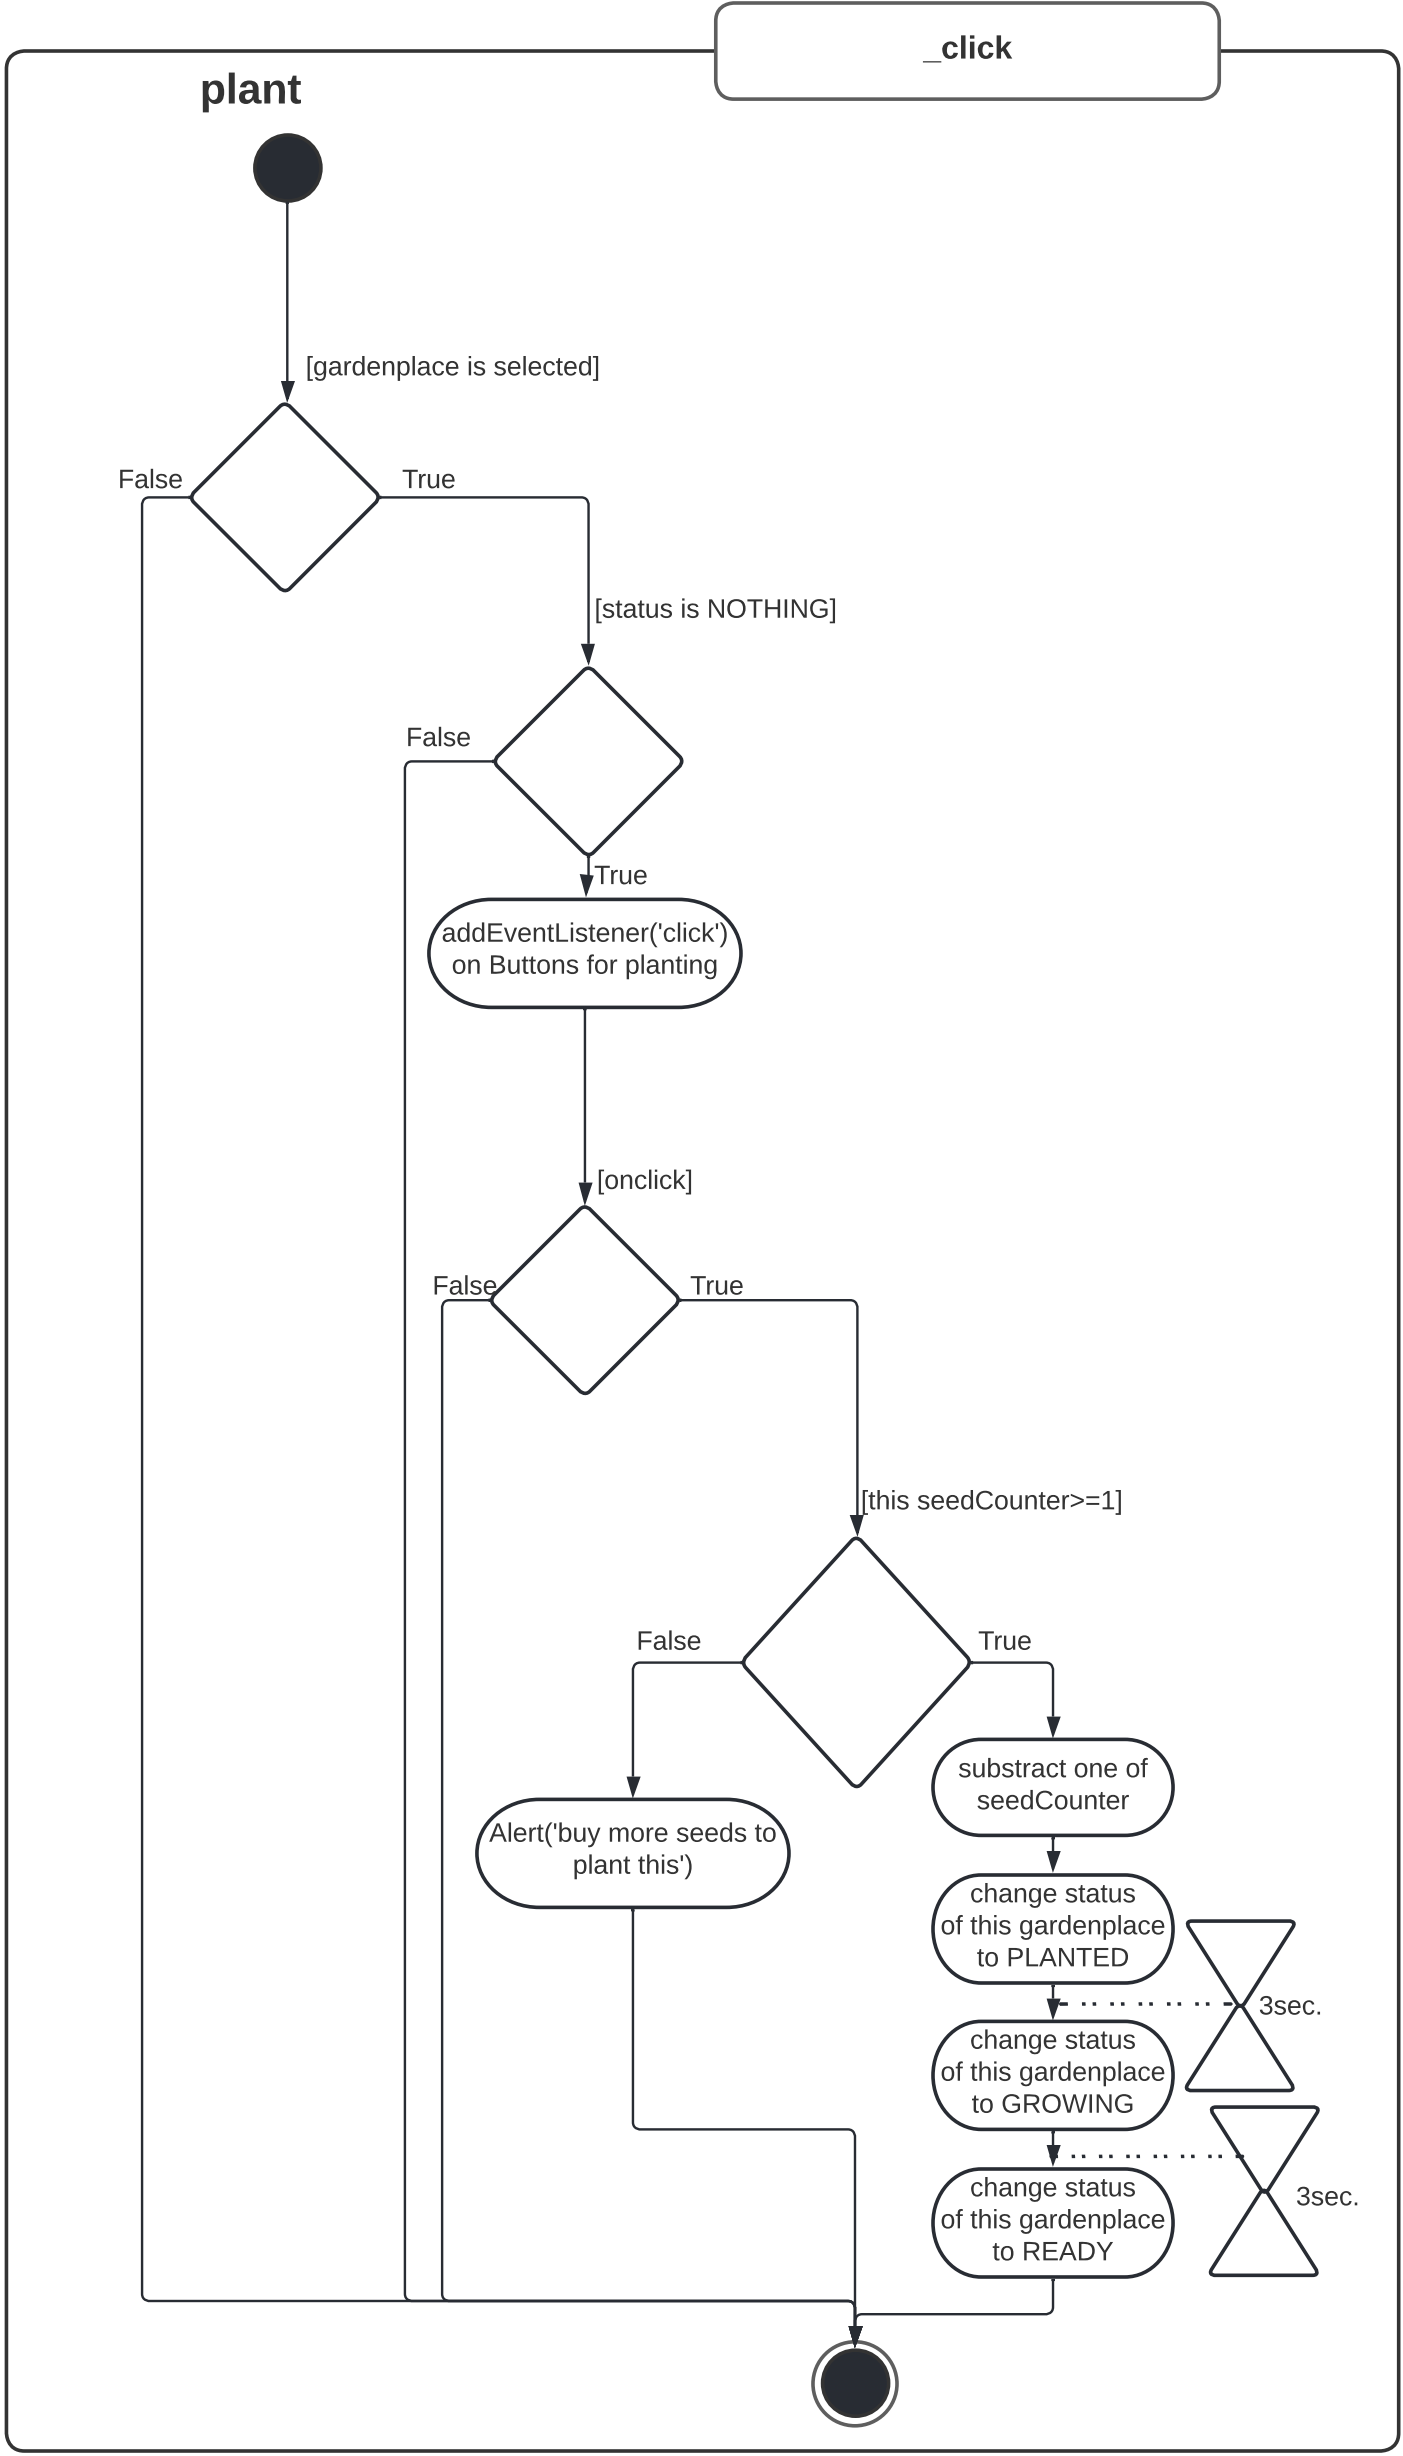 _click
plant
[gardenplace is selected]
False
True
[status is NOTHING]
False
True
addEventListener('click')
on Buttons for planting
[onclick]
False
True
[this seedCounter>=1]
False
True
substract one of
seedCounter
Alert('buy more seeds to
plant this')
change status
of this gardenplace
to PLANTED
3sec.
change status
of this gardenplace
to GROWING
3sec.
change status
of this gardenplace
to READY